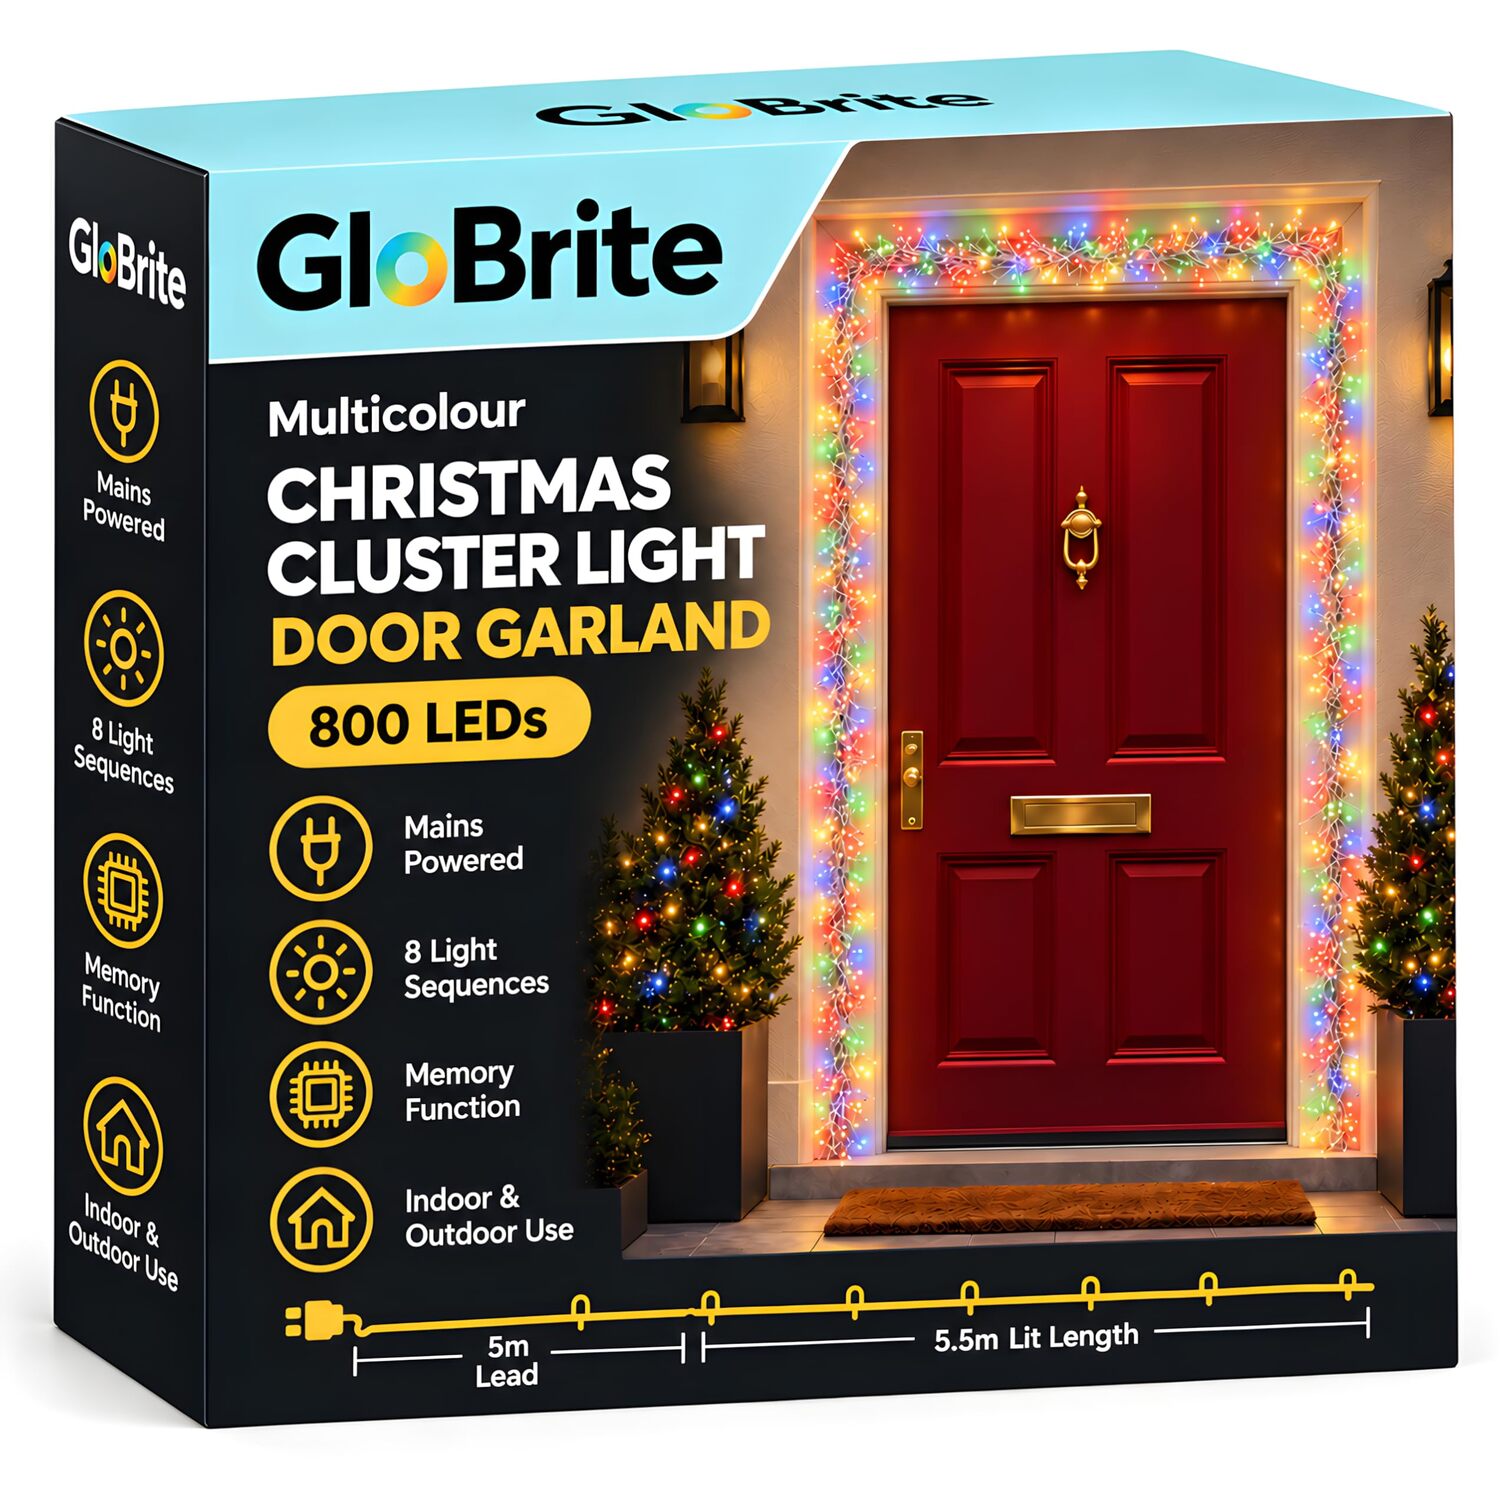 GloBrite
GloBrite
Mains
Powered
8 Light
Sequences
Memory
Function
Indoor &
Outdoor Use
GloBrite
Multicolour
CHRISTMAS
CLUSTER LIGHT
DOOR GARLAND
800 LEDs
Mains
Powered
8 Light
Sequences
Memory
Function
Indoor &
Outdoor Use
5m
Lead
5.5m Lit Length